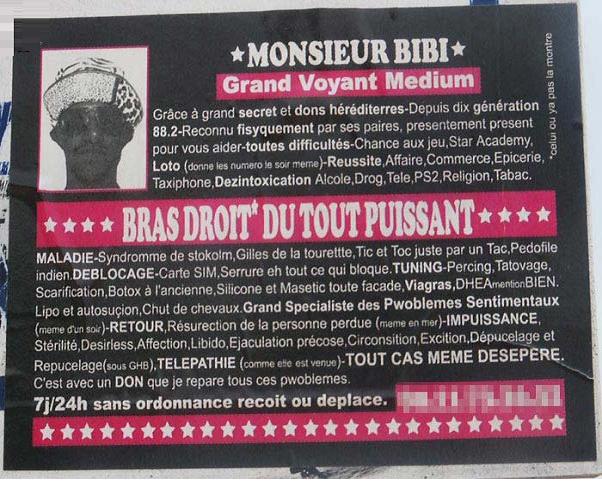 ★MONSIEUR BIBI★
Grand Voyant Medium
Grâce à grand secret et dons héréditerres-Depuis dix génération
88.2-Reconnu fisyquement par ses paires, presentement present
pour vous aider-toutes difficultés-Chance aux jeu,Star Academy,
Loto (donne les numero le soir meme)-Reussite,Affaire,Commerce,Epicerie,
Taxiphone,Dezintoxication Alcole,Drog,Tele,PS2,Religion,Tabac.
*celui ou ya pas la montre
★★★★ BRAS DROIT* DU TOUT PUISSANT ★★★★
MALADIE-Syndromme de stokolm,Gilles de la tourettte,Tic et Toc juste par un Tac,Pedofile
indien.DEBLOCAGE-Carte SIM,Serrure eh tout ce qui bloque.TUNING-Percing,Tatovage,
Scarification,Botox à l'ancienne,Silicone et Masetic toute facade,Viagras,DHEAmentionBIEN.
Lipo et autosuçion,Chut de chevaux.Grand Specialiste des Pwoblemes Sentimentaux
(meme d'un soir)-RETOUR,Résurection de la personne perdue (meme en mer)-IMPUISSANCE,
Stérilité,Desirless,Affection,Libido,Ejaculation précose,Circonsition,Excition,Dépucelage et
Repucelage(sous GHB),TELEPATHIE (comme elle est venue)-TOUT CAS MEME DESEPERE.
C'est avec un DON que je repare tous ces pwoblemes.
7j/24h sans ordonnance recoit ou deplace.